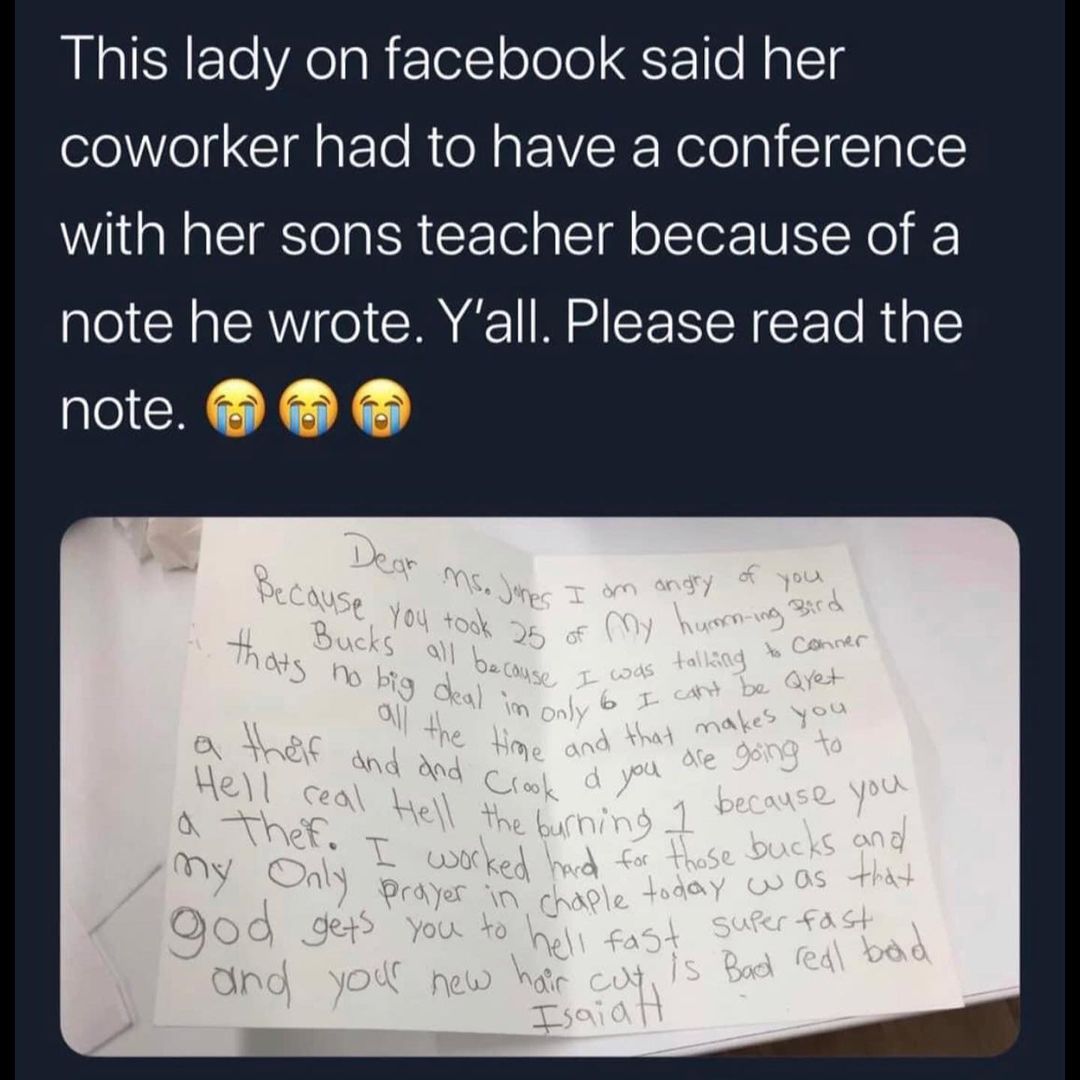 This lady on facebook said her
coworker had to have a conference
with her sons teacher because of a
note he wrote. Y'all. Please read the
note. 😭😭😭
Dear Ms. Jones I am angry of you
Because you took 25 of My humm-ing Bird
Bucks all because I was talking to Conner
thats no big deal im only 6 I cant be Qyet
all the time and that makes you
a theif and and Crook d you are going to
Hell real Hell the burning 1 because you
a Thef. I worked hard for those bucks and
my Only prayer in chaple today was that
god gets you to hell fast super fast
and your new hair cut is Bad real bad
Isaiah